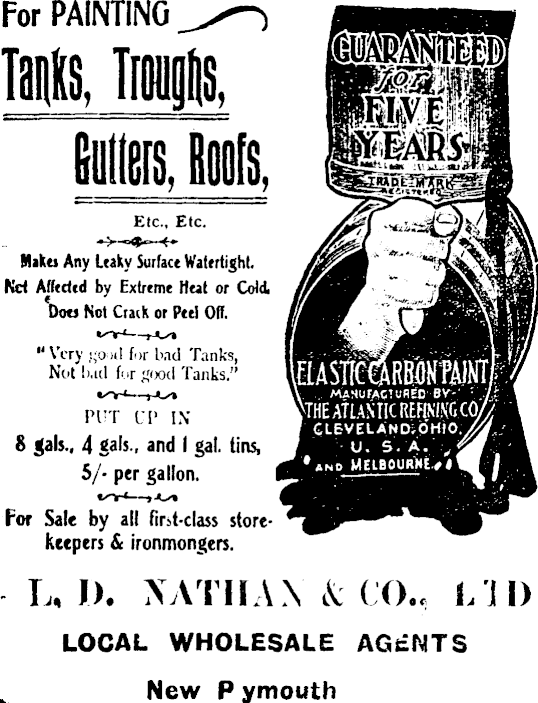 For PAINTING
Tanks, Troughs,
Gutters, Roofs,
Etc., Etc.
Makes Any Leaky Surface Watertight.
Not Affected by Extreme Heat or Cold.
Does Not Crack or Peel Off.
"Very good for bad Tanks,
Not bad for good Tanks."
PUT UP IN
8 gals., 4 gals., and 1 gal. tins,
5/- per gallon.
For Sale by all first-class store-
keepers & ironmongers.
GUARANTEED
for
FIVE
YEARS
TRADE MARK
REGISTERED
ELASTIC CARBON PAINT
MANUFACTURED BY
THE ATLANTIC REFINING CO
CLEVELAND, OHIO,
U. S. A.
AND MELBOURNE.
L. D. NATHAN & CO., LTD
LOCAL WHOLESALE AGENTS
New P ymouth